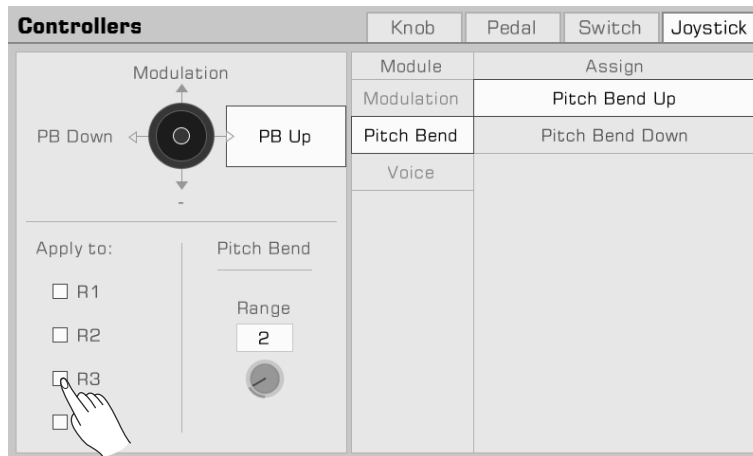 Controllers
Knob
Pedal
Switch
Joystick
Modulation
PB Down
PB Up
-
Apply to:
R1
R2
R3
Pitch Bend
Range
2
Module
Assign
Modulation
Pitch Bend Up
Pitch Bend
Pitch Bend Down
Voice